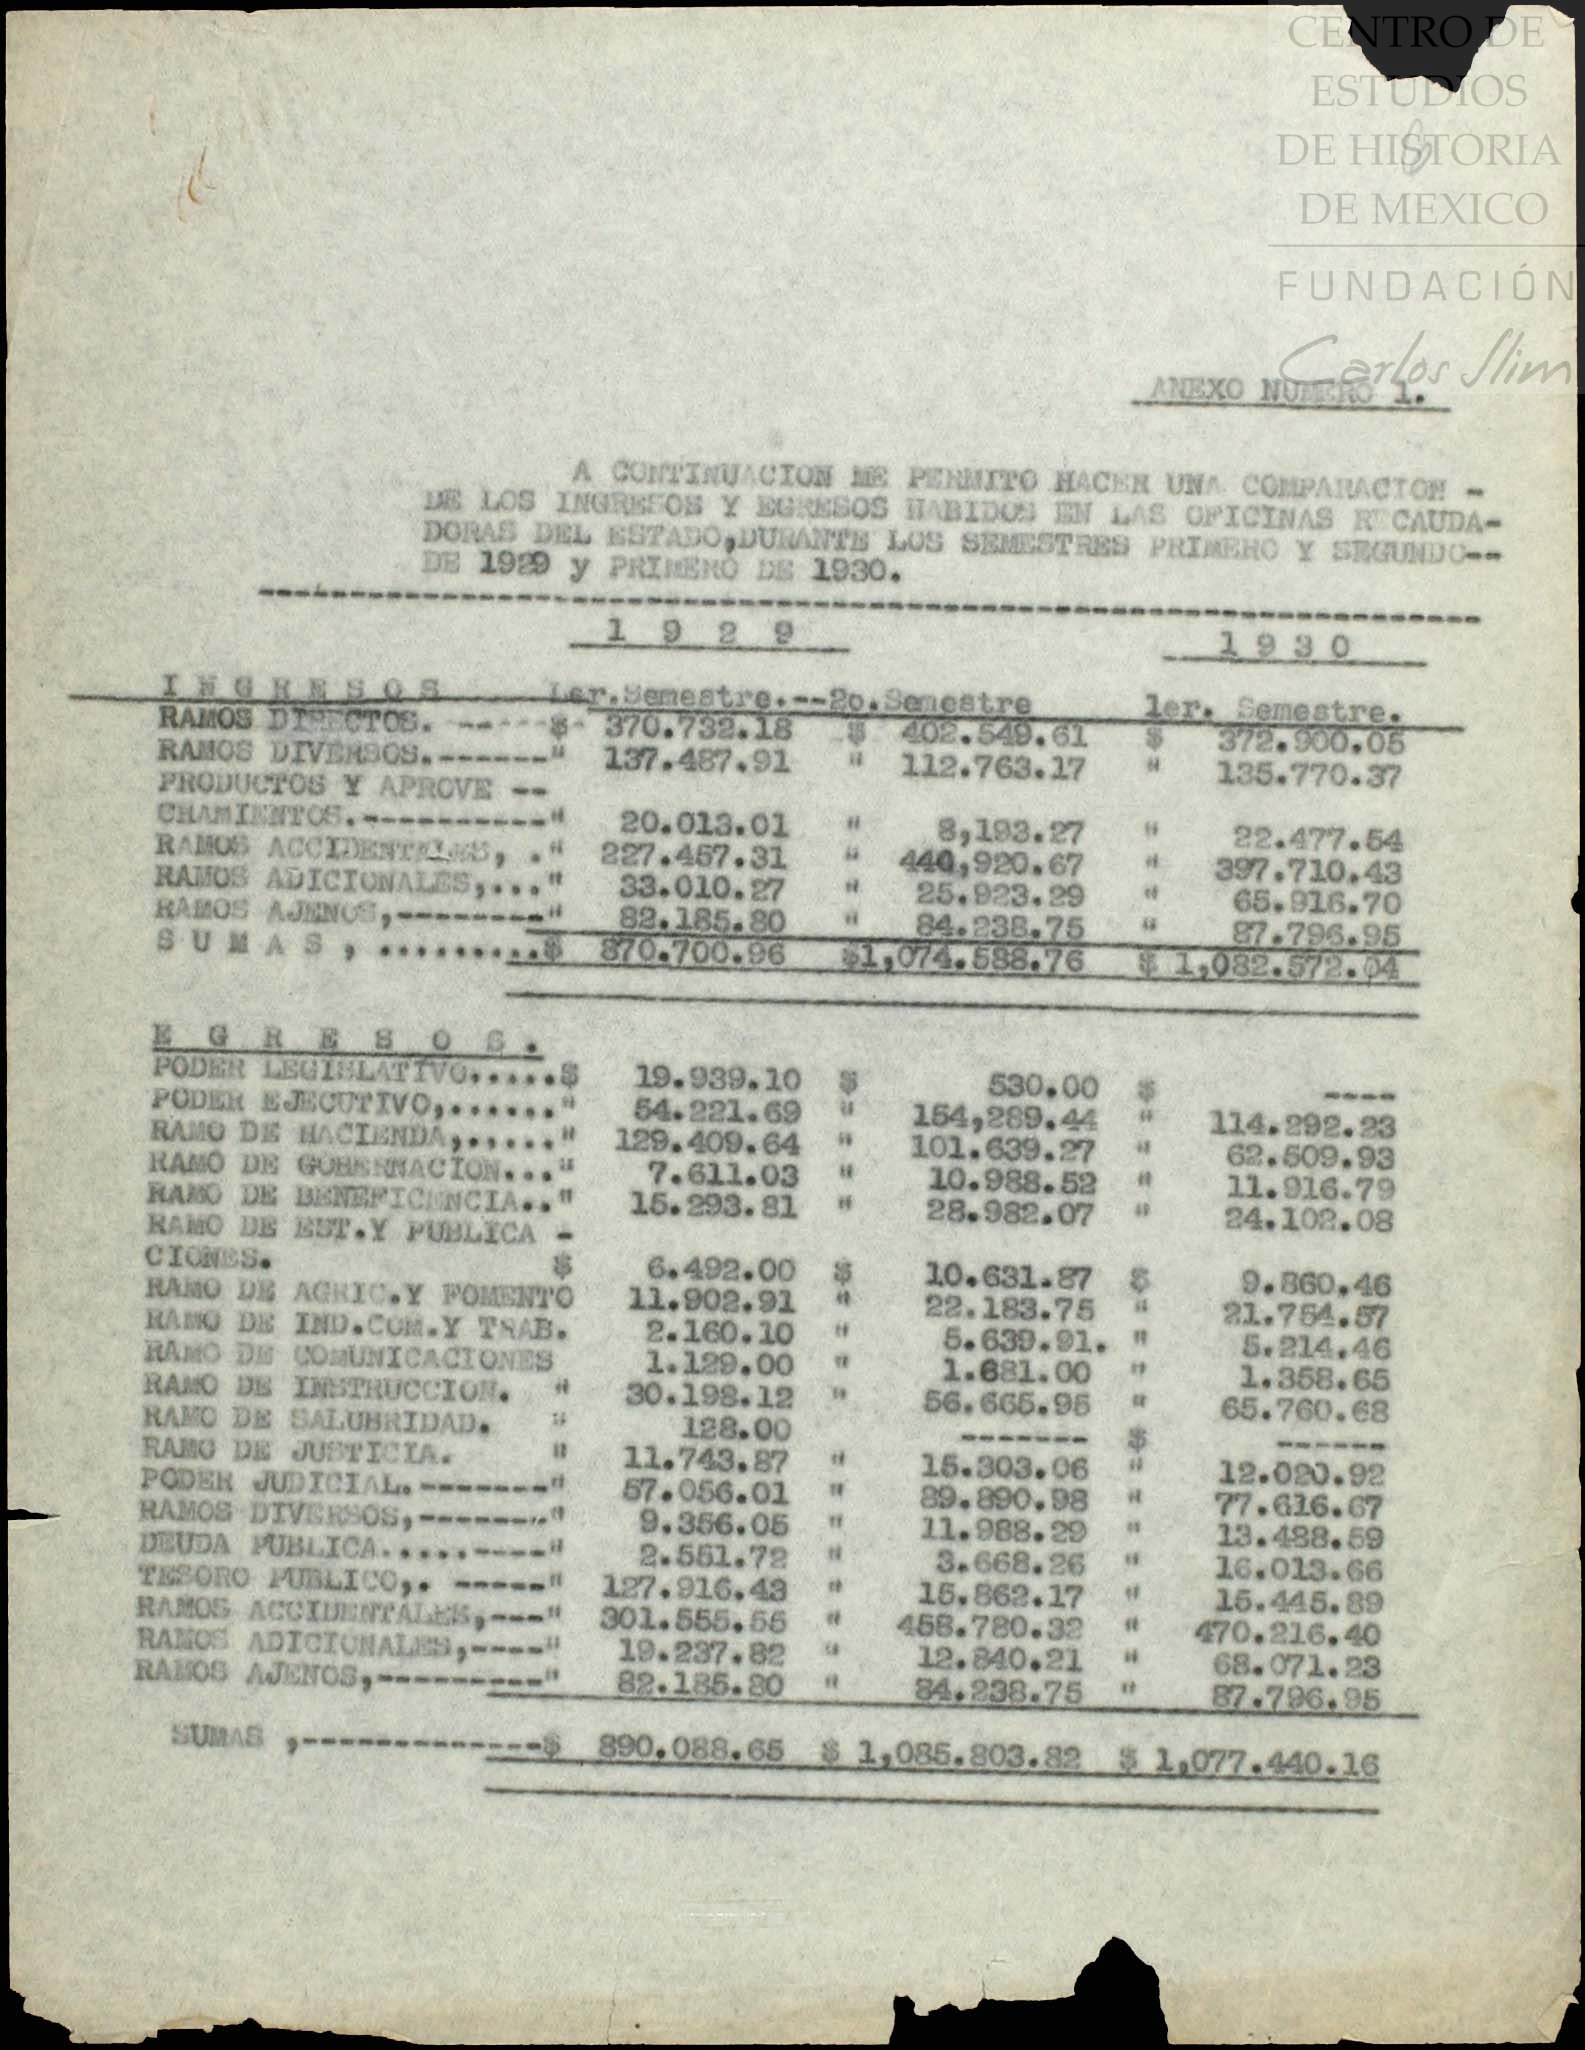 CENTRO DE
ESTUDIOS
DE HISTORIA
DE MEXICO
FUNDACIÓN
Carlos Slim
ANEXO NUMERO 1.
A CONTINUACION ME PERMITO HACER UNA COMPARACION -
DE LOS INGRESOS Y EGRESOS HABIDOS EN LAS OFICINAS RECAUDA-
DORAS DEL ESTADO,DURANTE LOS SEMESTRES PRIMERO Y SEGUNDO--
DE 1929 y PRIMERO DE 1930.
1 9 2 9 1 9 3 0
I N G R E S O S 1er.Semestre.--2o.Semestre 1er. Semestre.
RAMOS DIRECTOS. ------$ 370.732.18 $ 402.549.61 $ 372.900.05
RAMOS DIVERSOS.------" 137.487.91 " 112.763.17 " 135.770.37
PRODUCTOS Y APROVE --
CHAMIENTOS.----------" 20.013.01 " 8,193.27 " 22.477.54
RAMOS ACCIDENTALES, ." 227.457.31 " 440,920.67 " 397.710.43
RAMOS ADICIONALES,..." 33.010.27 " 25.923.29 " 65.916.70
RAMOS AJENOS,--------" 82.185.80 " 84.238.75 " 87.796.95
S U M A S , ..........$ 870.700.96 $1,074.588.76 $ 1,082.572.04
E G R E S O S .
PODER LEGISLATIVO.....$ 19.939.10 $ 530.00 $ ----
PODER EJECUTIVO,......" 54.221.69 " 154,289.44 " 114.292.23
RAMO DE HACIENDA,....." 129.409.64 " 101.639.27 " 62.509.93
RAMO DE GOBERNACION..." 7.611.03 " 10.988.52 " 11.916.79
RAMO DE BENEFICENCIA.." 15.293.81 " 28.982.07 " 24.102.08
RAMO DE EST.Y PUBLICA -
CIONES. $ 6.492.00 $ 10.631.87 $ 9.860.46
RAMO DE AGRIC.Y FOMENTO 11.902.91 " 22.183.75 " 21.754.57
RAMO DE IND.COM.Y TRAB. 2.160.10 " 5.639.91. " 5.214.46
RAMO DE COMUNICACIONES 1.129.00 " 1.681.00 " 1.358.65
RAMO DE INSTRUCCION. " 30.198.12 " 56.665.95 " 65.760.68
RAMO DE SALUBRIDAD. " 128.00 ------- $ ------
RAMO DE JUSTICIA. " 11.743.87 " 15.303.06 " 12.020.92
PODER JUDICIAL.-------" 57.056.01 " 89.890.98 " 77.616.67
RAMOS DIVERSOS,-------" 9.356.05 " 11.988.29 " 13.488.59
DEUDA PUBLICA.....----" 2.551.72 " 3.668.26 " 16.013.66
TESORO PUBLICO,. -----" 127.916.43 " 15.862.17 " 15.445.89
RAMOS ACCIDENTALES,---" 301.555.55 " 458.780.32 " 470.216.40
RAMOS ADICIONALES,----" 19.237.82 " 12.840.21 " 68.071.23
RAMOS AJENOS,---------" 82.185.80 " 84.238.75 " 87.796.95
SUMAS ,-------------$ 890.088.65 $ 1,085.803.82 $ 1,077.440.16